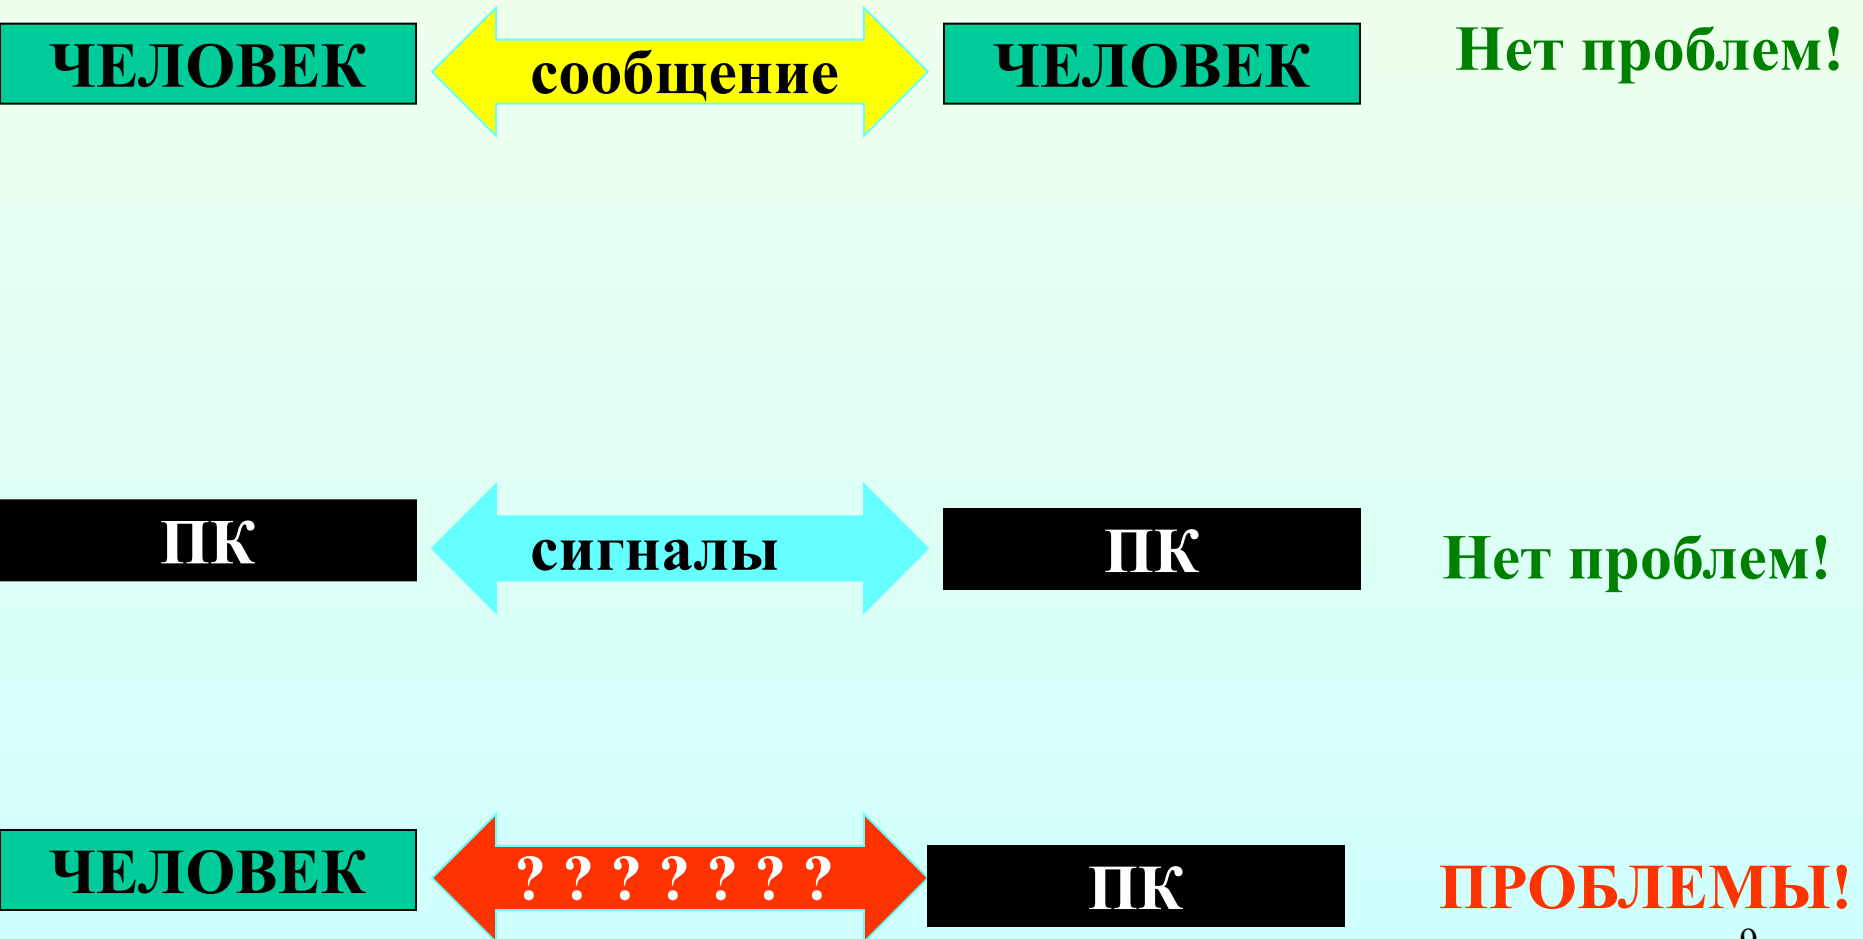 ЧЕЛОВЕК сообщение ЧЕЛОВЕК Нет проблем!
ПК сигналы ПК Нет проблем!
ЧЕЛОВЕК ? ? ? ? ? ? ? ПК ПРОБЛЕМЫ!